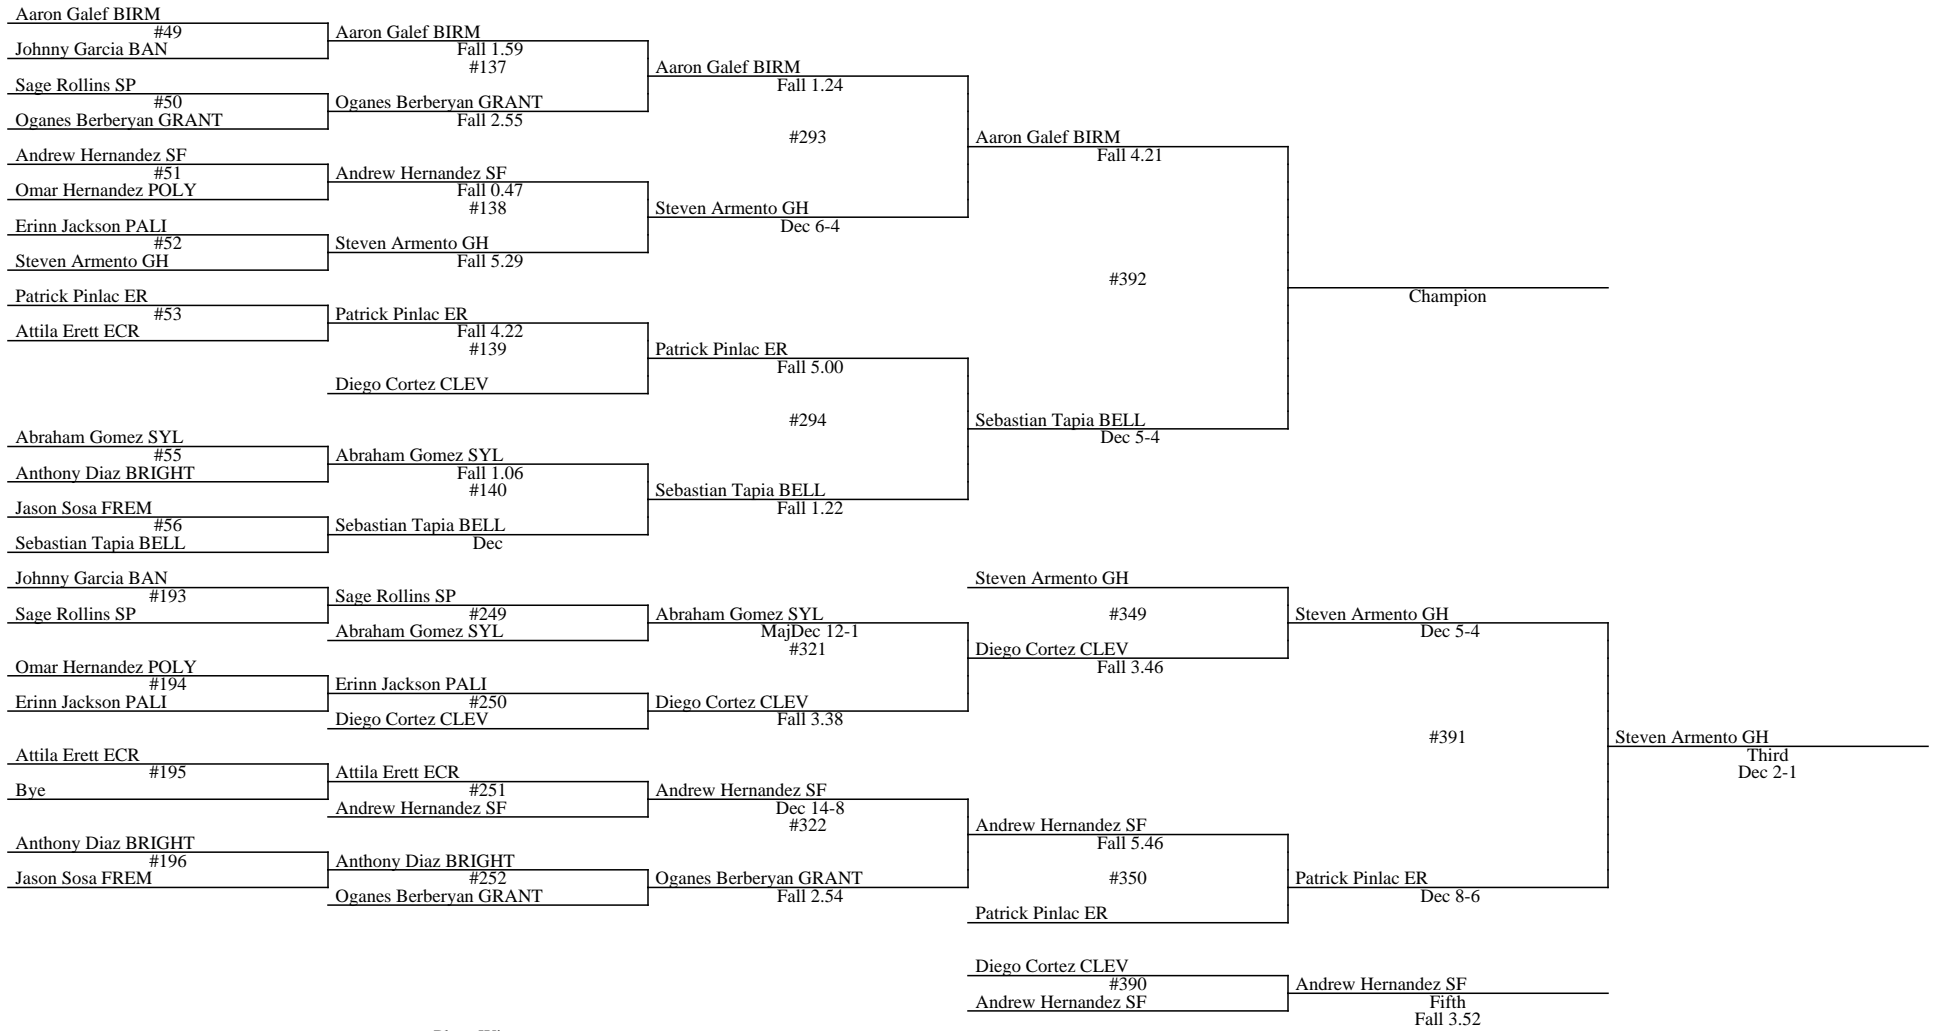 Aaron Galef BIRM
#49
Johnny Garcia BAN
Sage Rollins SP
#50
Oganes Berberyan GRANT
Andrew Hernandez SF
#51
Omar Hernandez POLY
Erinn Jackson PALI
#52
Steven Armento GH
Patrick Pinlac ER
#53
Attila Erett ECR
Abraham Gomez SYL
#55
Anthony Diaz BRIGHT
Jason Sosa FREM
#56
Sebastian Tapia BELL
Aaron Galef BIRM
Fall 1.59
#137
Oganes Berberyan GRANT
Fall 2.55
Andrew Hernandez SF
Fall 0.47
#138
Steven Armento GH
Fall 5.29
Patrick Pinlac ER
Fall 4.22
#139
Diego Cortez CLEV
Abraham Gomez SYL
Fall 1.06
#140
Sebastian Tapia BELL
Dec
Aaron Galef BIRM
Fall 1.24
#293
Steven Armento GH
Dec 6-4
Patrick Pinlac ER
Fall 5.00
#294
Sebastian Tapia BELL
Fall 1.22
Aaron Galef BIRM
Fall 4.21
#392
Sebastian Tapia BELL
Dec 5-4
Champion
Johnny Garcia BAN
#193
Sage Rollins SP
Omar Hernandez POLY
#194
Erinn Jackson PALI
Attila Erett ECR
#195
Bye
Anthony Diaz BRIGHT
#196
Jason Sosa FREM
Sage Rollins SP
#249
Abraham Gomez SYL
Erinn Jackson PALI
#250
Diego Cortez CLEV
Attila Erett ECR
#251
Andrew Hernandez SF
Anthony Diaz BRIGHT
#252
Oganes Berberyan GRANT
Abraham Gomez SYL
MajDec 12-1
#321
Diego Cortez CLEV
Fall 3.38
Andrew Hernandez SF
Dec 14-8
#322
Oganes Berberyan GRANT
Fall 2.54
Steven Armento GH
#349
Diego Cortez CLEV
Fall 3.46
Andrew Hernandez SF
Fall 5.46
#350
Patrick Pinlac ER
Steven Armento GH
Dec 5-4
#391
Patrick Pinlac ER
Dec 8-6
Steven Armento GH
Third
Dec 2-1
Diego Cortez CLEV
#390
Andrew Hernandez SF
Andrew Hernandez SF
Fifth
Fall 3.52